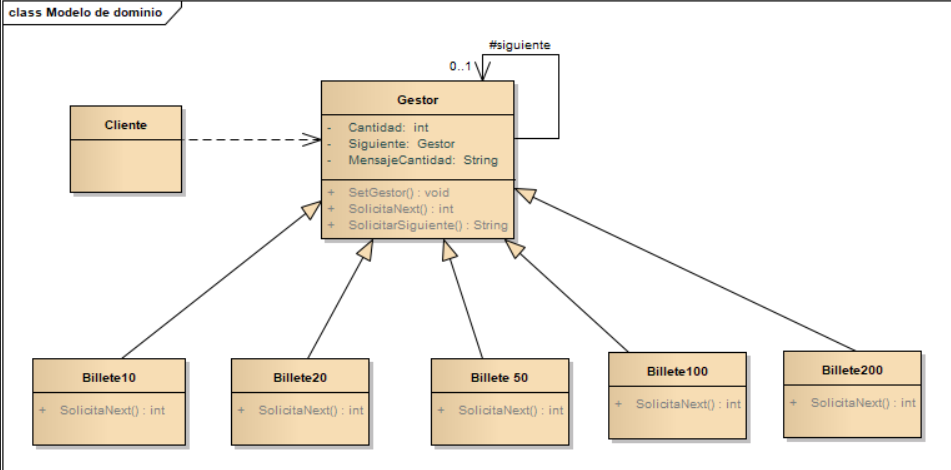 class Modelo de dominio
#siguiente
0..1
Gestor
- Cantidad: int
- Siguiente: Gestor
- MensajeCantidad: String
+ SetGestor() : void
+ SolicitaNext() : int
+ SolicitarSiguiente() : String
Cliente
Billete10
+ SolicitaNext() : int
Billete20
+ SolicitaNext() : int
Billete 50
+ SolicitaNext() : int
Billete100
+ SolicitaNext() : int
Billete200
+ SolicitaNext() : int